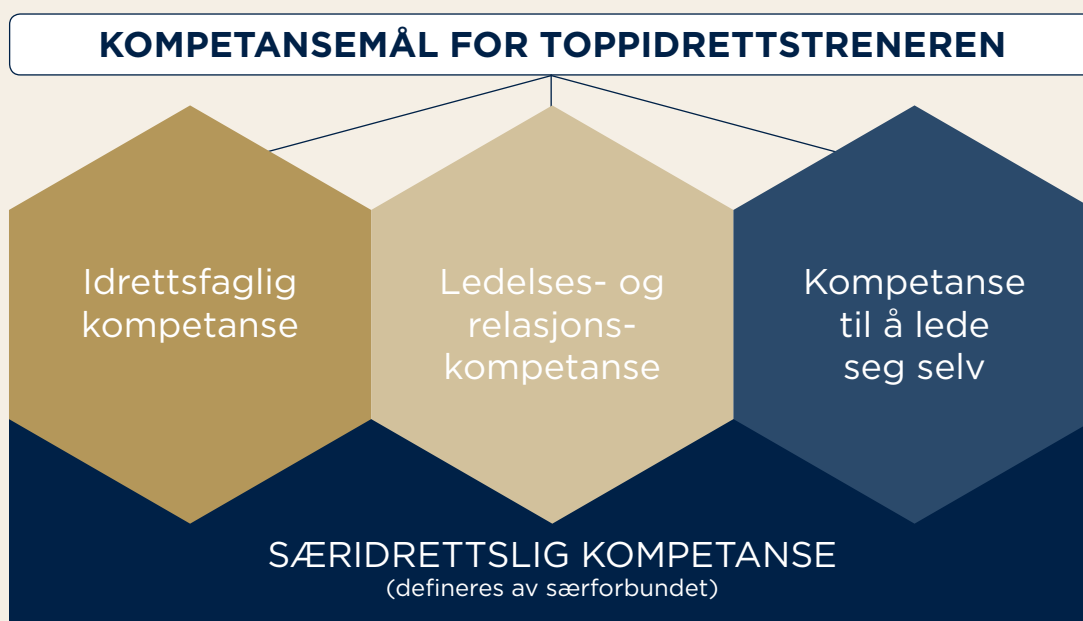 KOMPETANSEMÅL FOR TOPPIDRETTSTRENEREN
Idrettsfaglig
kompetanse
Ledelses- og
relasjons-
kompetanse
Kompetanse
til å lede
seg selv
SÆRIDRETTSLIG KOMPETANSE
(defineres av særforbundet)